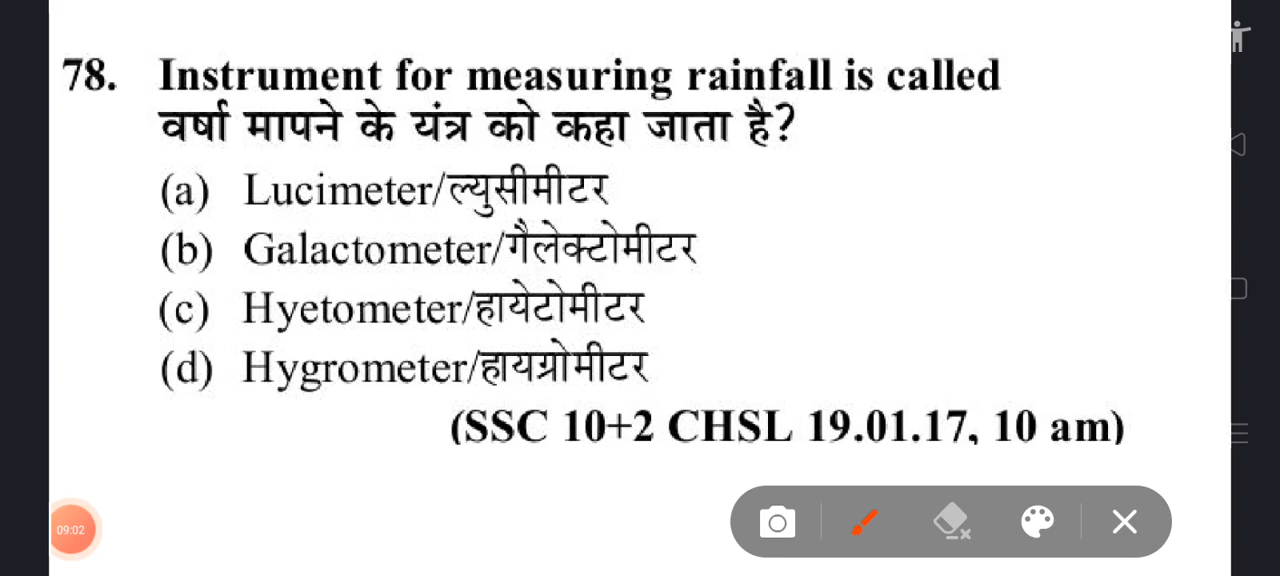 78. Instrument for measuring rainfall is called
वर्षा मापने के यंत्र को कहा जाता है?
(a) Lucimeter/ल्युसीमीटर
(b) Galactometer/गैलेक्टोमीटर
(c) Hyetometer/हायेटोमीटर
(d) Hygrometer/हायग्रोमीटर
(SSC 10+2 CHSL 19.01.17, 10 am)
09:02